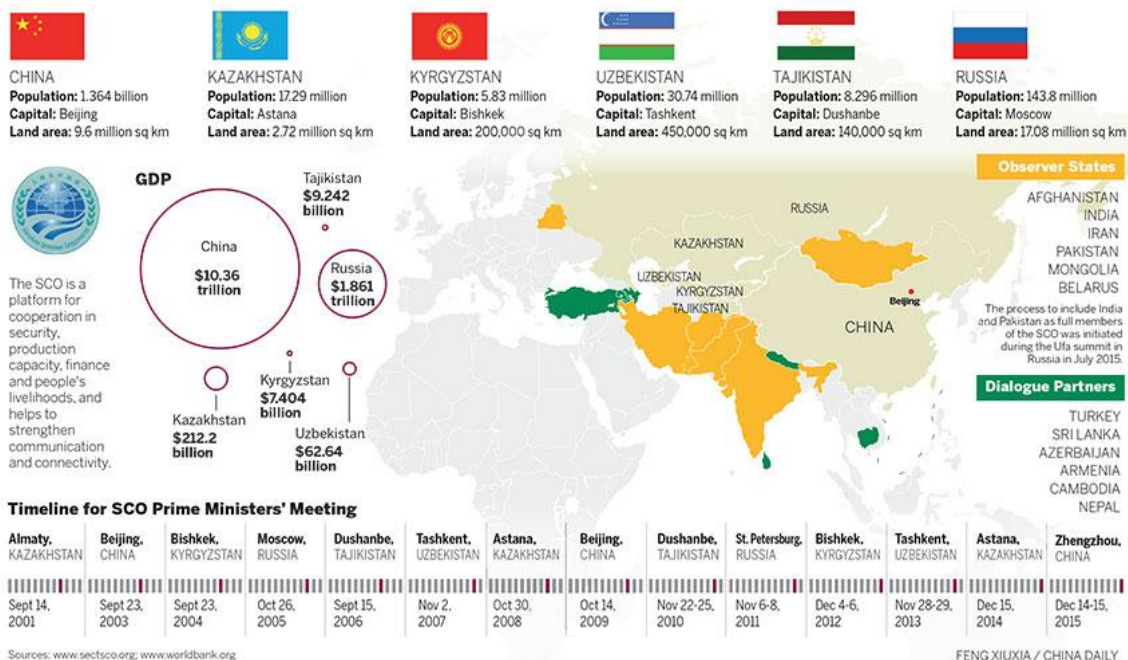 CHINA
Population: 1.364 billion
Capital: Beijing
Land area: 9.6 million sq km
KAZAKHSTAN
Population: 17.29 million
Capital: Astana
Land area: 2.72 million sq km
KYRGYZSTAN
Population: 5.83 million
Capital: Bishkek
Land area: 200,000 sq km
UZBEKISTAN
Population: 30.74 million
Capital: Tashkent
Land area: 450,000 sq km
TAJIKISTAN
Population: 8.296 million
Capital: Dushanbe
Land area: 140,000 sq km
RUSSIA
Population: 143.8 million
Capital: Moscow
Land area: 17.08 million sq km
The SCO is a
platform for
cooperation in
security,
production
capacity, finance
and people's
livelihoods, and
helps to
strengthen
communication
and connectivity.
GDP
China
$10.36
trillion
Tajikistan
$9.242
billion
Russia
$1.861
trillion
Kazakhstan
$212.2
billion
Kyrgyzstan
$7.404
billion
Uzbekistan
$62.64
billion
RUSSIA
KAZAKHSTAN
UZBEKISTAN
KYRGYZSTAN
TAJIKISTAN
Beijing
CHINA
Observer States
AFGHANiSTAN
INDiA
IRAN
PAKISTAN
MONGOLIA
BELARUS
The process to include India
and Pakistan as full members
of the SCO was initiated
during the Ufa summit in
Russia in July 2015.
Dialogue Partners
TURKEY
SRI LANKA
AZERBAIJAN
ARMENIA
CAMBODIA
NEPAL
Timeline for SCO Prime Ministers' Meeting
Almaty,
KAZAKHSTAN
Sept 14,
2001
Beijing,
CHINA
Sept 23,
2003
Bishkek,
KYRGYZSTAN
Sept 23,
2004
Moscow,
RUSSIA
Oct 26,
2005
Dushanbe,
TAJIKISTAN
Sept 15,
2006
Tashkent,
UZBEKISTAN
Nov 2,
2007
Astana,
KAZAKHSTAN
Oct 30,
2008
Beijing,
CHINA
Oct 14,
2009
Dushanbe,
TAJIKISTAN
Nov 22-25,
2010
St. Petersburg,
RUSSIA
Nov 6-8,
2011
Bishkek,
KYRGYZSTAN
Dec 4-6,
2012
Tashkent,
UZBEKISTAN
Nov 28-29,
2013
Astana,
KAZAKHSTAN
Dec 15,
2014
Zhengzhou,
CHINA
Dec 14-15,
2015
Sources: www.sectsco.org; www.worldbank.org
FENG XIUXIA / CHINA DAILY